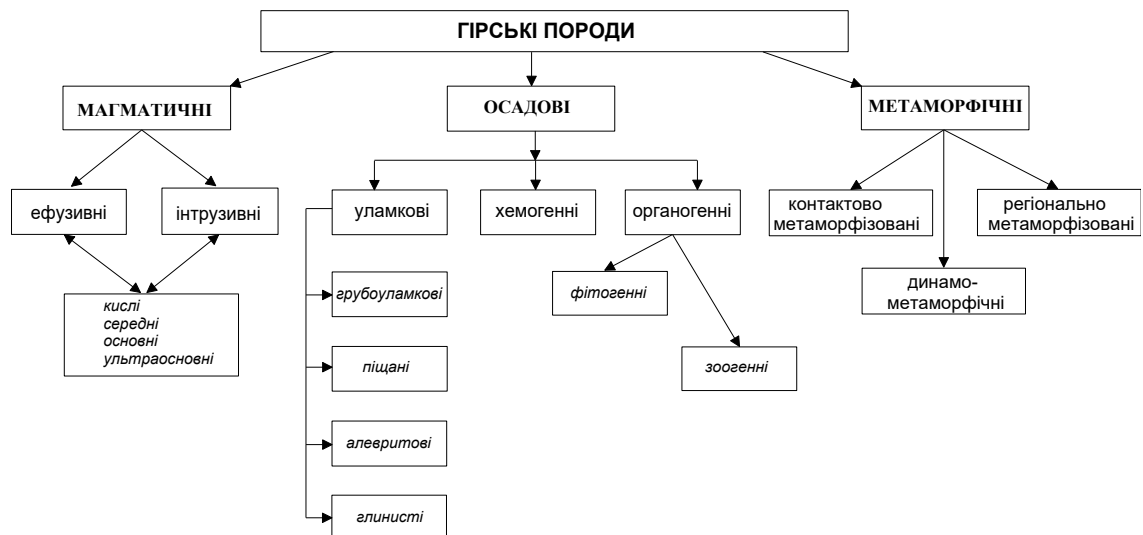 ГІРСЬКІ ПОРОДИ
МАГМАТИЧНІ
ОСАДОВІ
МЕТАМОРФІЧНІ
ефузивні
інтрузивні
уламкові
хемогенні
органогенні
контактово
метаморфізовані
регіонально
метаморфізовані
кислі
середні
основні
ультраосновні
грубоуламкові
фітогенні
динамо-
метаморфічні
піщані
зоогенні
алевритові
глинисті